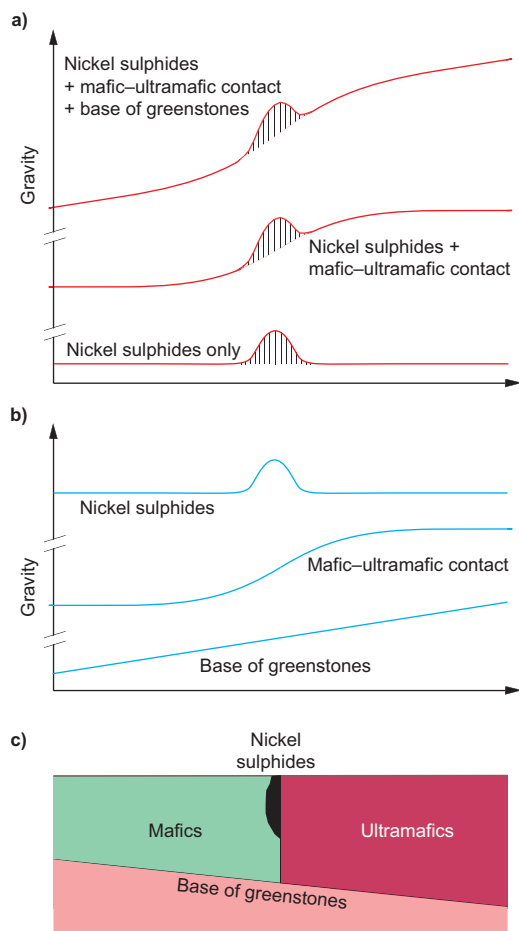 a)
Nickel sulphides
+ mafic–ultramafic contact
+ base of greenstones
Gravity
Nickel sulphides +
mafic–ultramafic contact
Nickel sulphides only
b)
Nickel sulphides
Gravity
Mafic–ultramafic contact
Base of greenstones
c)
Nickel
sulphides
Mafics
Ultramafics
Base of greenstones